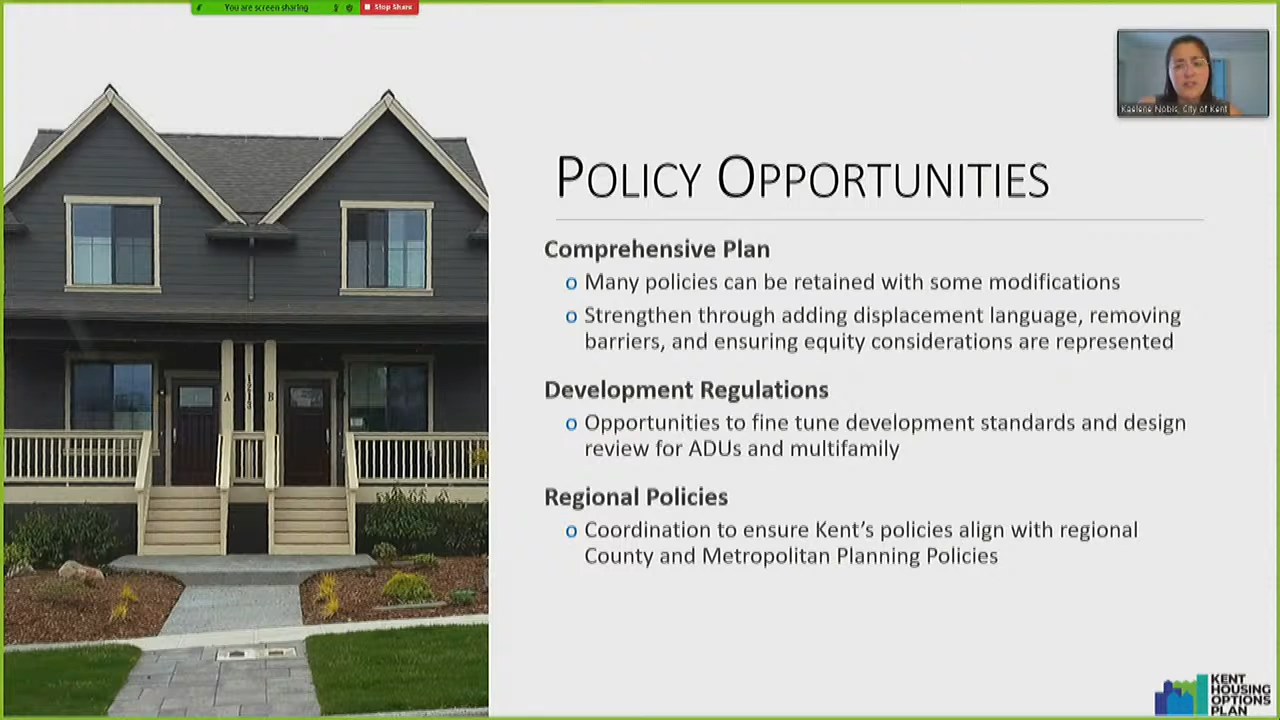 You are screen sharing
Stop Share
Kaelene Nobis, City of Kent
POLICY OPPORTUNITIES
Comprehensive Plan
o Many policies can be retained with some modifications
o Strengthen through adding displacement language, removing
barriers, and ensuring equity considerations are represented
Development Regulations
o Opportunities to fine tune development standards and design
review for ADUs and multifamily
Regional Policies
o Coordination to ensure Kent's policies align with regional
County and Metropolitan Planning Policies
A
1213
B
KENT
HOUSING
OPTIONS
PLAN